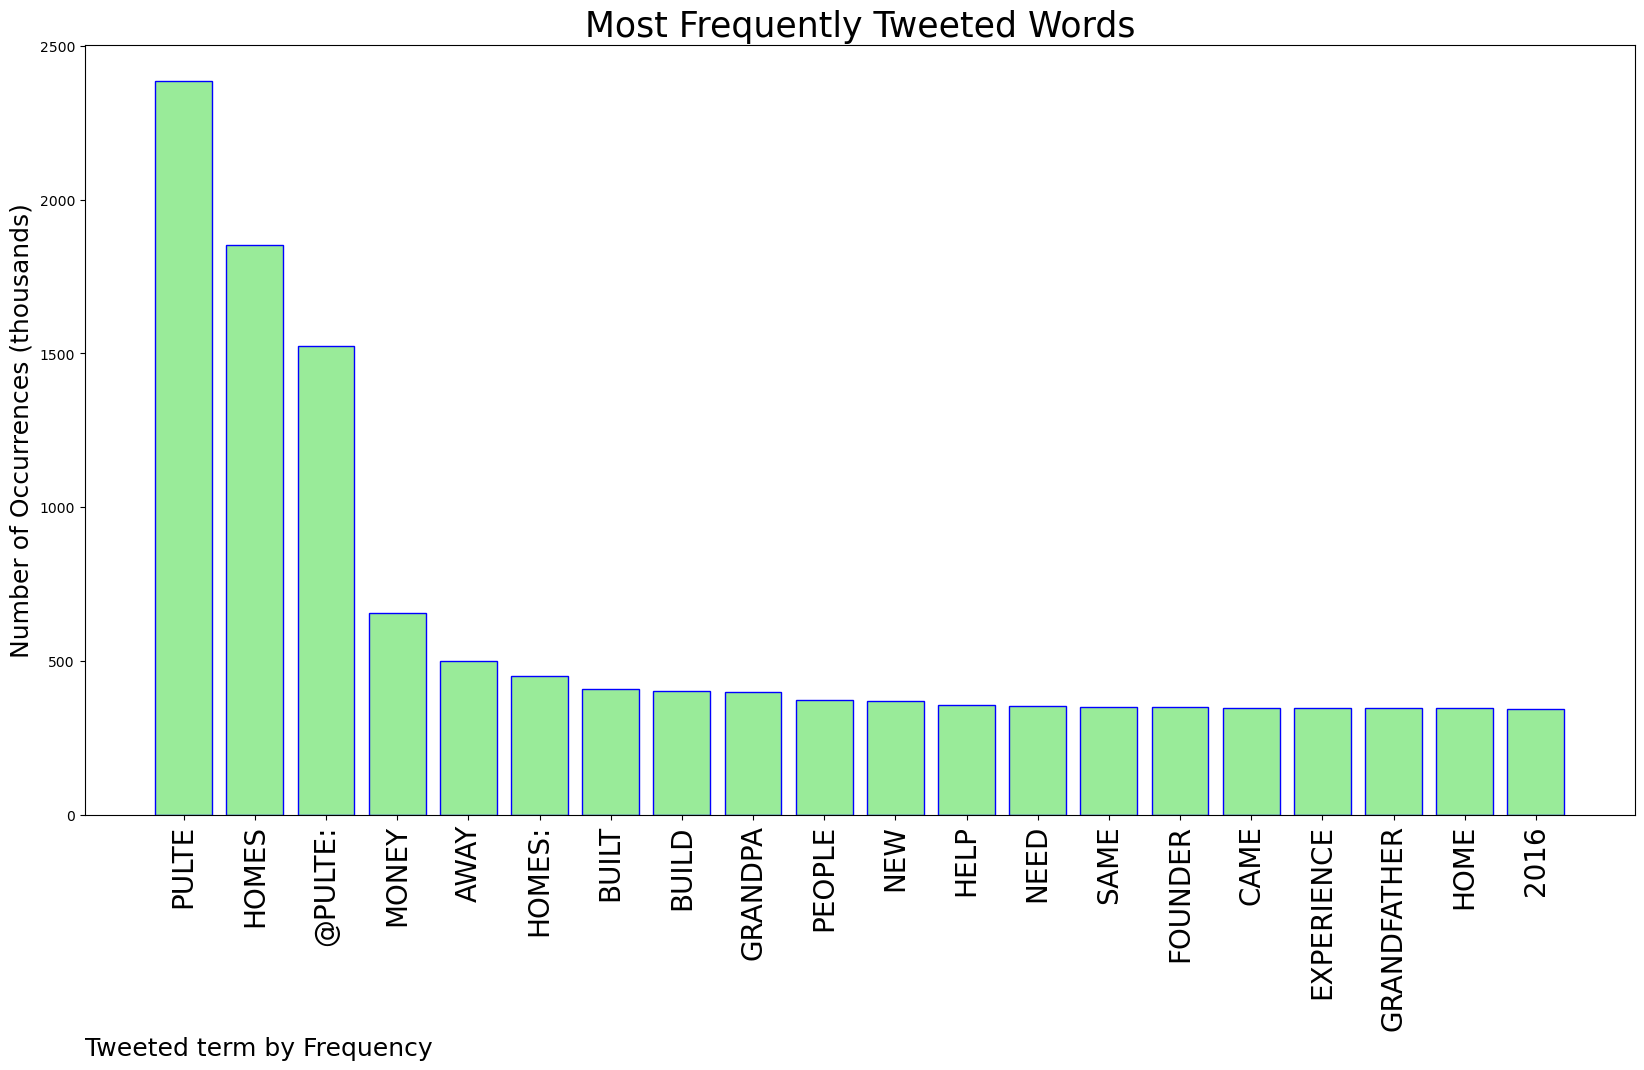 Most Frequently Tweeted Words
Number of Occurrences (thousands)
2500
2000
1500
1000
500
0
PULTE
HOMES
@PULTE:
MONEY
AWAY
HOMES:
BUILT
BUILD
GRANDPA
PEOPLE
NEW
HELP
NEED
SAME
FOUNDER
CAME
EXPERIENCE
GRANDFATHER
HOME
2016
Tweeted term by Frequency